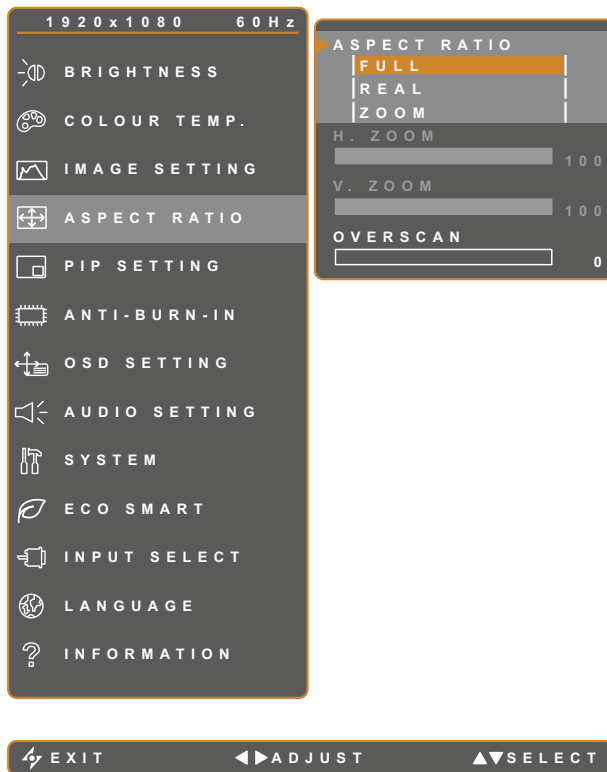 1920x1080 60Hz
BRIGHTNESS
COLOUR TEMP.
IMAGE SETTING
ASPECT RATIO
PIP SETTING
ANTI-BURN-IN
OSD SETTING
AUDIO SETTING
SYSTEM
ECO SMART
INPUT SELECT
LANGUAGE
INFORMATION
ASPECT RATIO
FULL
REAL
ZOOM
H. ZOOM
100
V. ZOOM
100
OVERSCAN
0
EXIT ADJUST SELECT